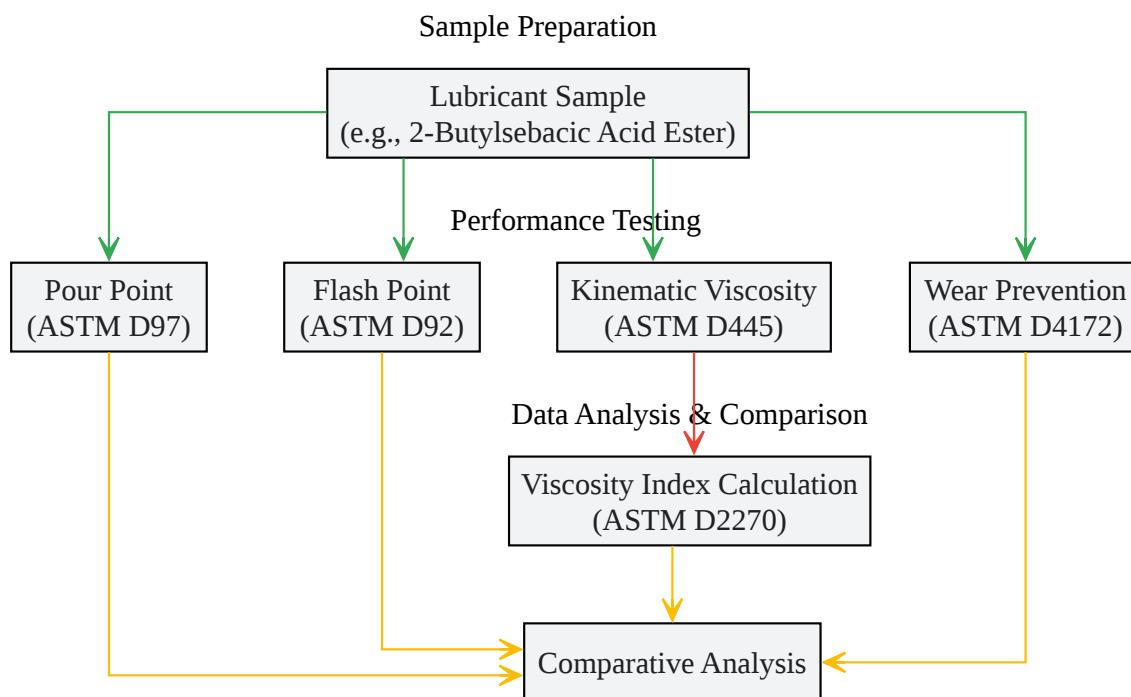 Sample Preparation
Lubricant Sample
(e.g., 2-Butylsebacic Acid Ester)
Performance Testing
Pour Point
(ASTM D97)
Flash Point
(ASTM D92)
Kinematic Viscosity
(ASTM D445)
Wear Prevention
(ASTM D4172)
Data Analysis & Comparison
Viscosity Index Calculation
(ASTM D2270)
Comparative Analysis